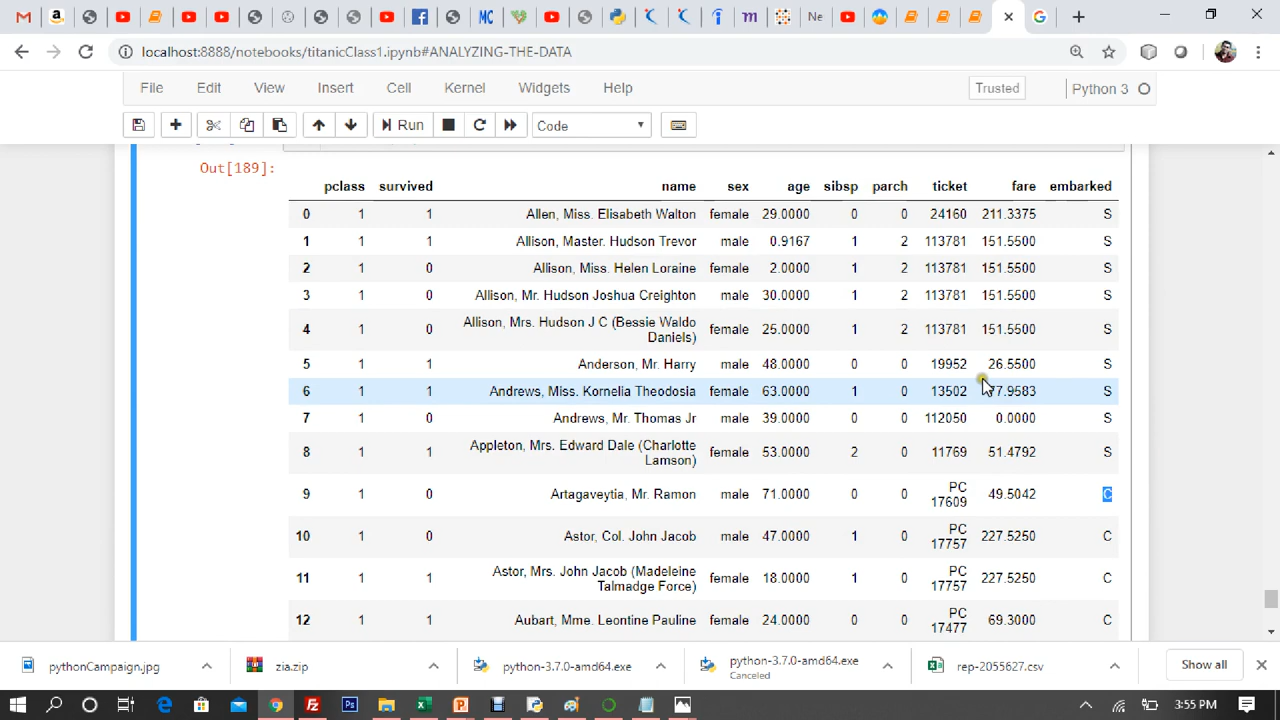 MC
Ne
localhost:8888/notebooks/titanicClass1.ipynb#ANALYZING-THE-DATA
File Edit View Insert Cell Kernel Widgets Help Trusted Python 3
Run Code
Out[189]:
pclass survived name sex age sibsp parch ticket fare embarked
0 1 1 Allen, Miss. Elisabeth Walton female 29.0000 0 0 24160 211.3375 S
1 1 1 Allison, Master. Hudson Trevor male 0.9167 1 2 113781 151.5500 S
2 1 0 Allison, Miss. Helen Loraine female 2.0000 1 2 113781 151.5500 S
3 1 0 Allison, Mr. Hudson Joshua Creighton male 30.0000 1 2 113781 151.5500 S
4 1 0 Allison, Mrs. Hudson J C (Bessie Waldo
Daniels) female 25.0000 1 2 113781 151.5500 S
5 1 1 Anderson, Mr. Harry male 48.0000 0 0 19952 26.5500 S
6 1 1 Andrews, Miss. Kornelia Theodosia female 63.0000 1 0 13502 77.9583 S
7 1 0 Andrews, Mr. Thomas Jr male 39.0000 0 0 112050 0.0000 S
8 1 1 Appleton, Mrs. Edward Dale (Charlotte
Lamson) female 53.0000 2 0 11769 51.4792 S
9 1 0 Artagaveytia, Mr. Ramon male 71.0000 0 0 PC
17609 49.5042 C
10 1 0 Astor, Col. John Jacob male 47.0000 1 0 PC
17757 227.5250 C
11 1 1 Astor, Mrs. John Jacob (Madeleine
Talmadge Force) female 18.0000 1 0 PC
17757 227.5250 C
12 1 1 Aubart, Mme. Leontine Pauline female 24.0000 0 0 PC
17477 69.3000 C
pythonCampaign.jpg zia.zip python-3.7.0-amd64.exe python-3.7.0-amd64.exe rep-2055627.csv Show all
Canceled
3:55 PM